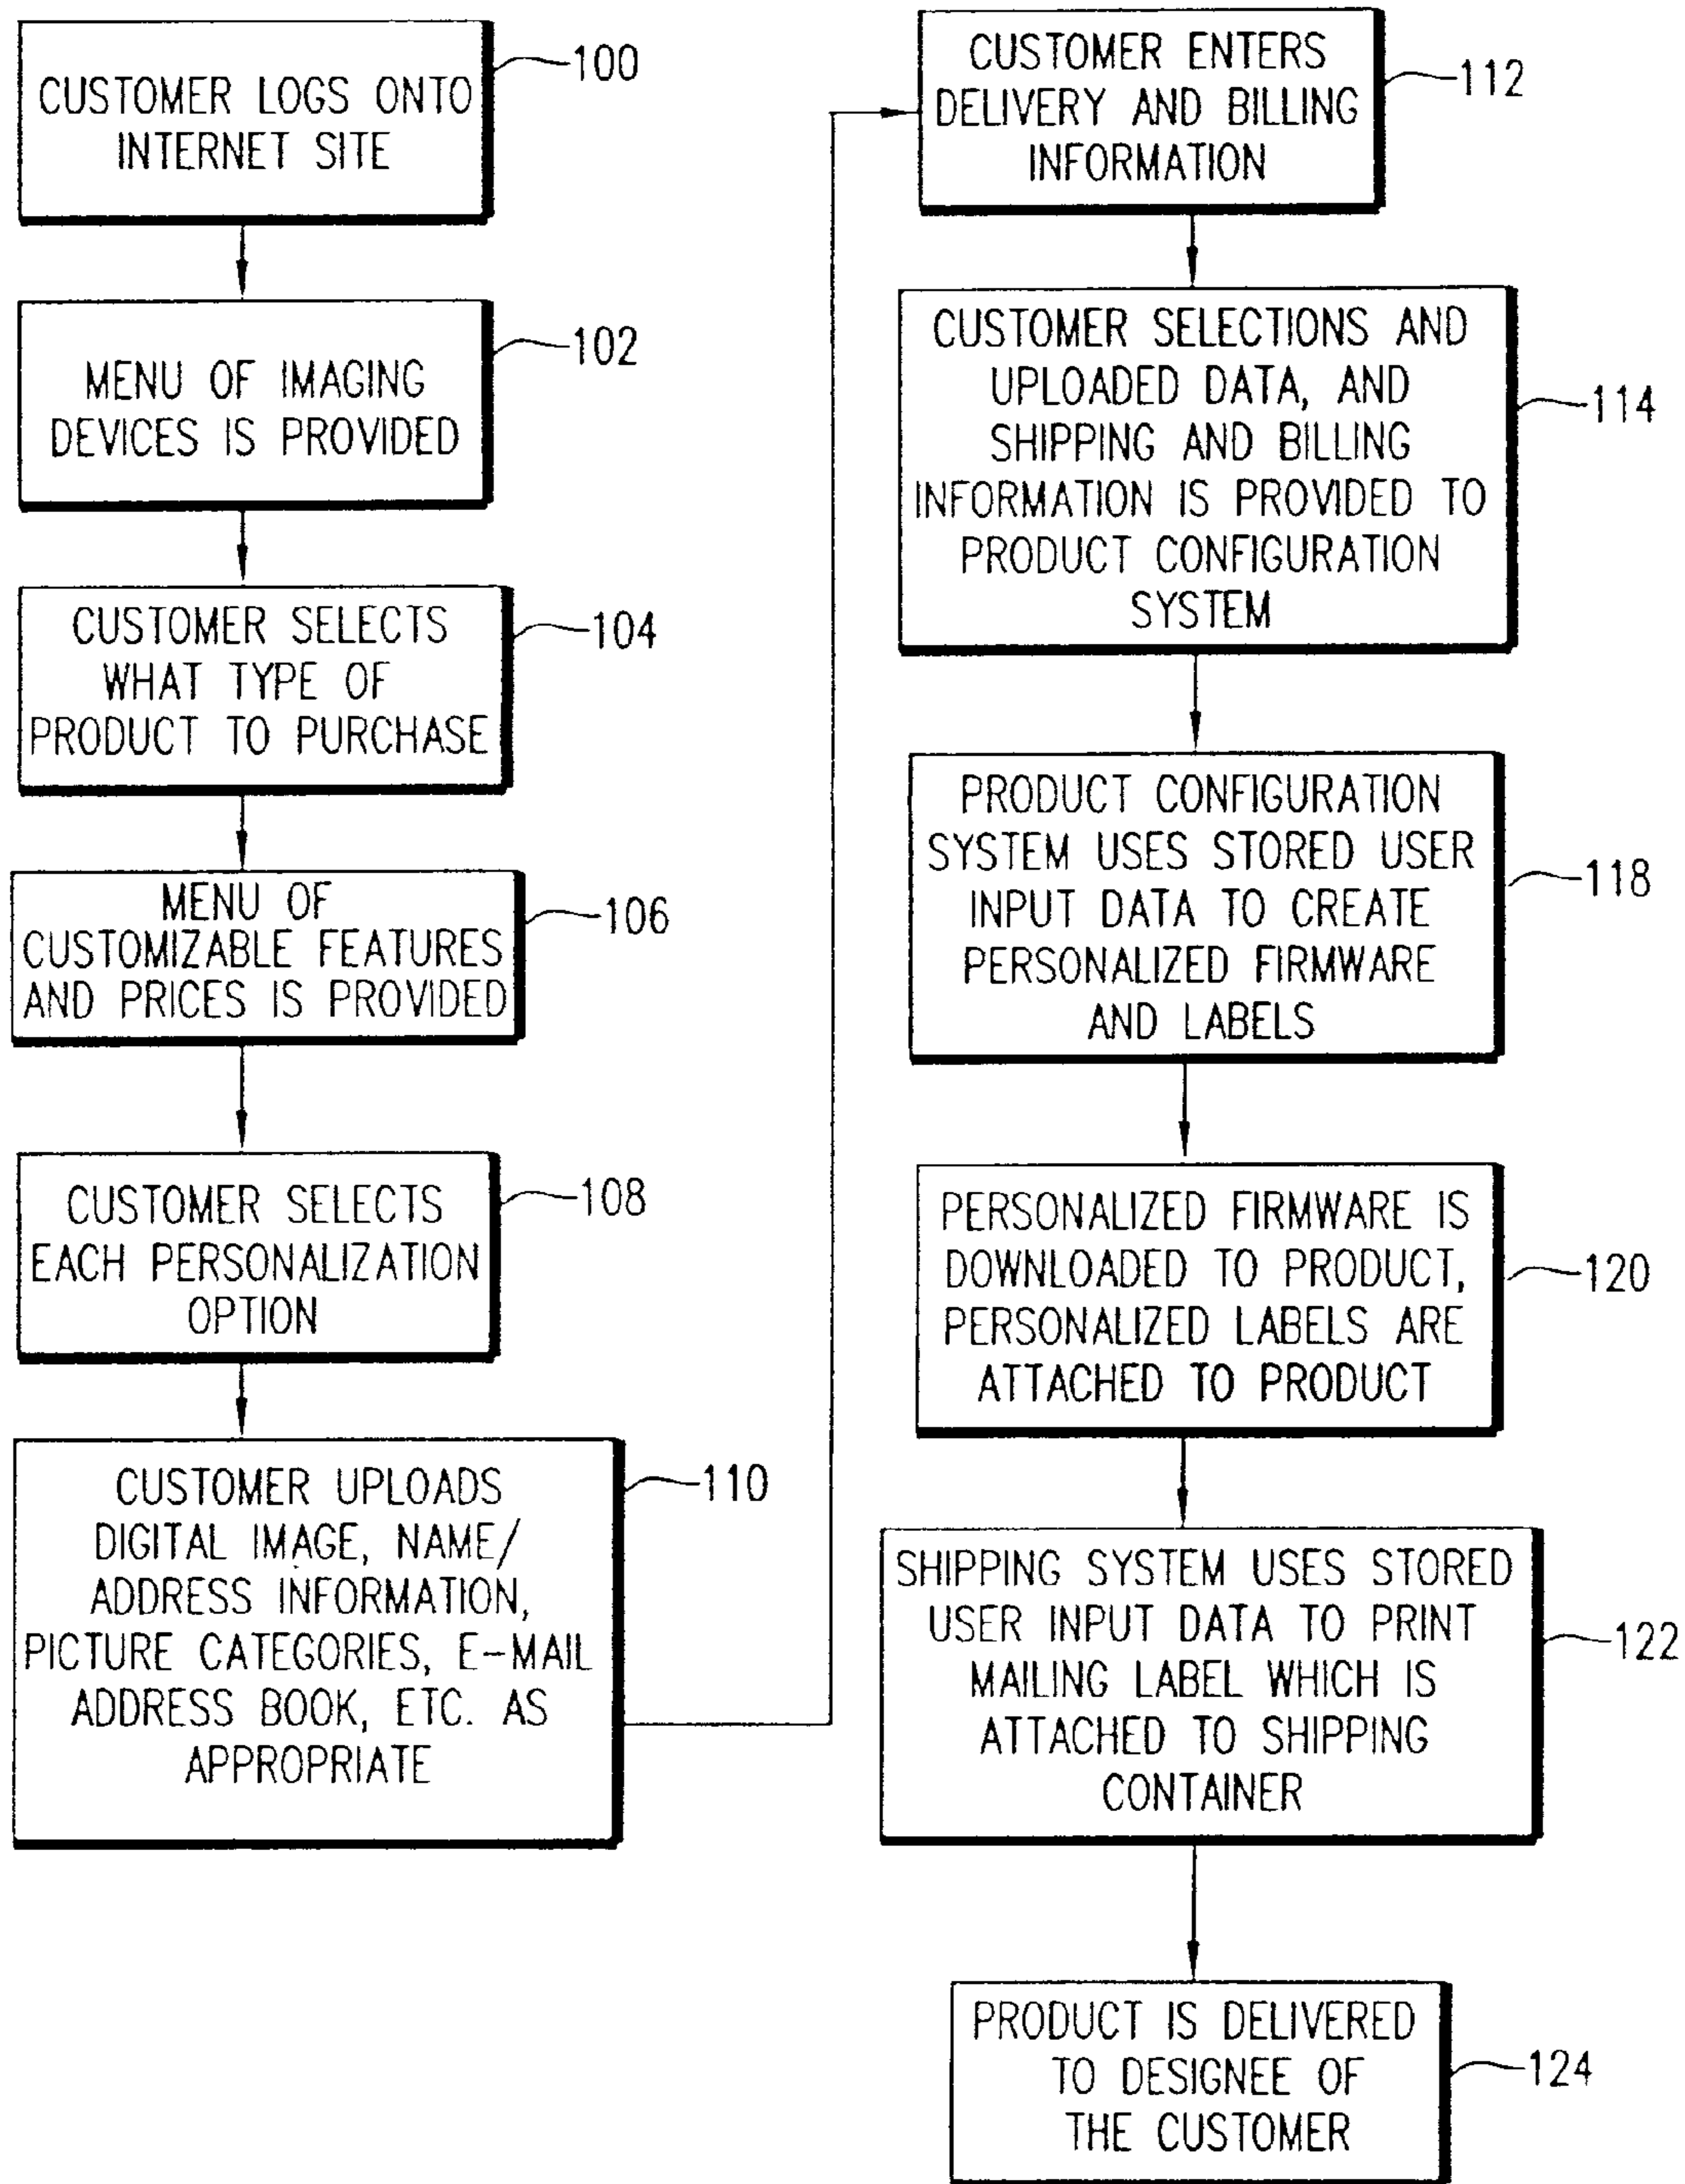 CUSTOMER LOGS ONTO
INTERNET SITE
100
MENU OF IMAGING
DEVICES IS PROVIDED
102
CUSTOMER SELECTS
WHAT TYPE OF
PRODUCT TO PURCHASE
104
MENU OF
CUSTOMIZABLE FEATURES
AND PRICES IS PROVIDED
106
CUSTOMER SELECTS
EACH PERSONALIZATION
OPTION
108
CUSTOMER UPLOADS
DIGITAL IMAGE, NAME/
ADDRESS INFORMATION,
PICTURE CATEGORIES, E-MAIL
ADDRESS BOOK, ETC. AS
APPROPRIATE
110
CUSTOMER ENTERS
DELIVERY AND BILLING
INFORMATION
112
CUSTOMER SELECTIONS AND
UPLOADED DATA, AND
SHIPPING AND BILLING
INFORMATION IS PROVIDED TO
PRODUCT CONFIGURATION
SYSTEM
114
PRODUCT CONFIGURATION
SYSTEM USES STORED USER
INPUT DATA TO CREATE
PERSONALIZED FIRMWARE
AND LABELS
118
PERSONALIZED FIRMWARE IS
DOWNLOADED TO PRODUCT,
PERSONALIZED LABELS ARE
ATTACHED TO PRODUCT
120
SHIPPING SYSTEM USES STORED
USER INPUT DATA TO PRINT
MAILING LABEL WHICH IS
ATTACHED TO SHIPPING
CONTAINER
122
PRODUCT IS DELIVERED
TO DESIGNEE OF
THE CUSTOMER
124